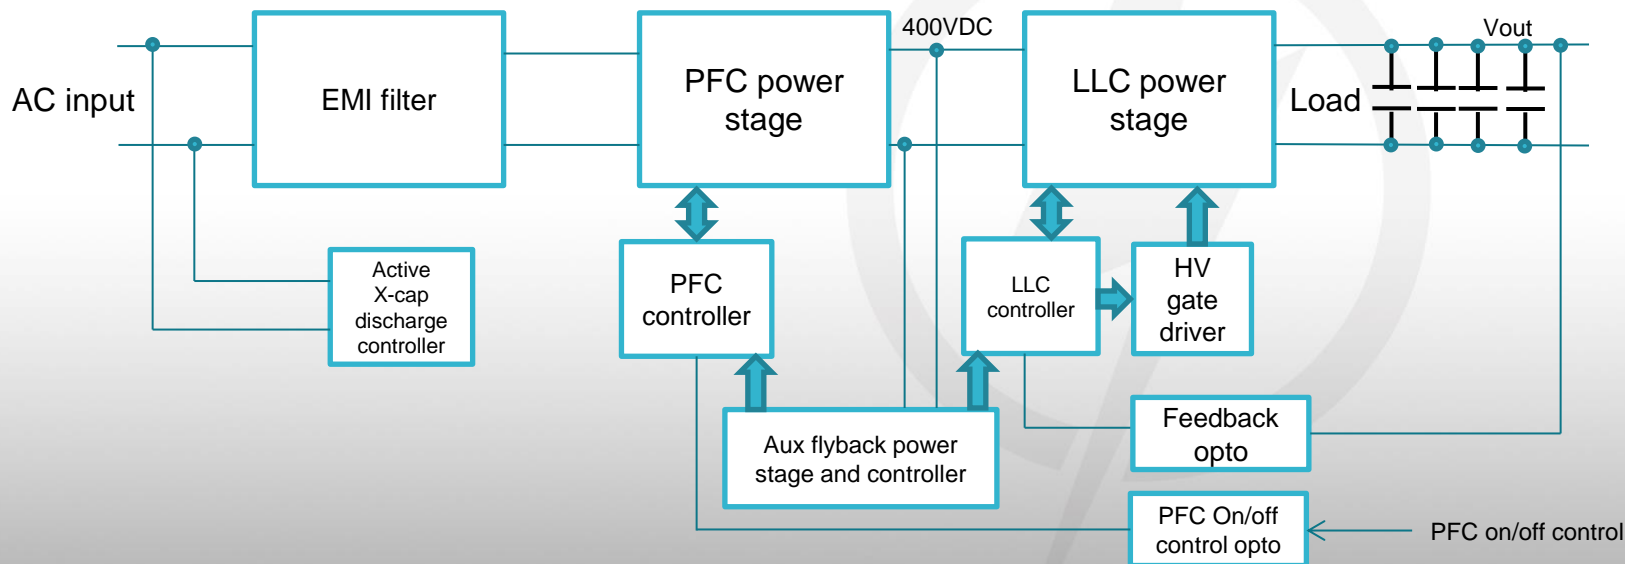 400VDC
Vout
AC input
EMI filter
PFC power
stage
LLC power
stage
Load
Active
X-cap
discharge
controller
PFC
controller
LLC
controller
HV
gate
driver
Aux flyback power
stage and controller
Feedback
opto
PFC On/off
control opto
PFC on/off control